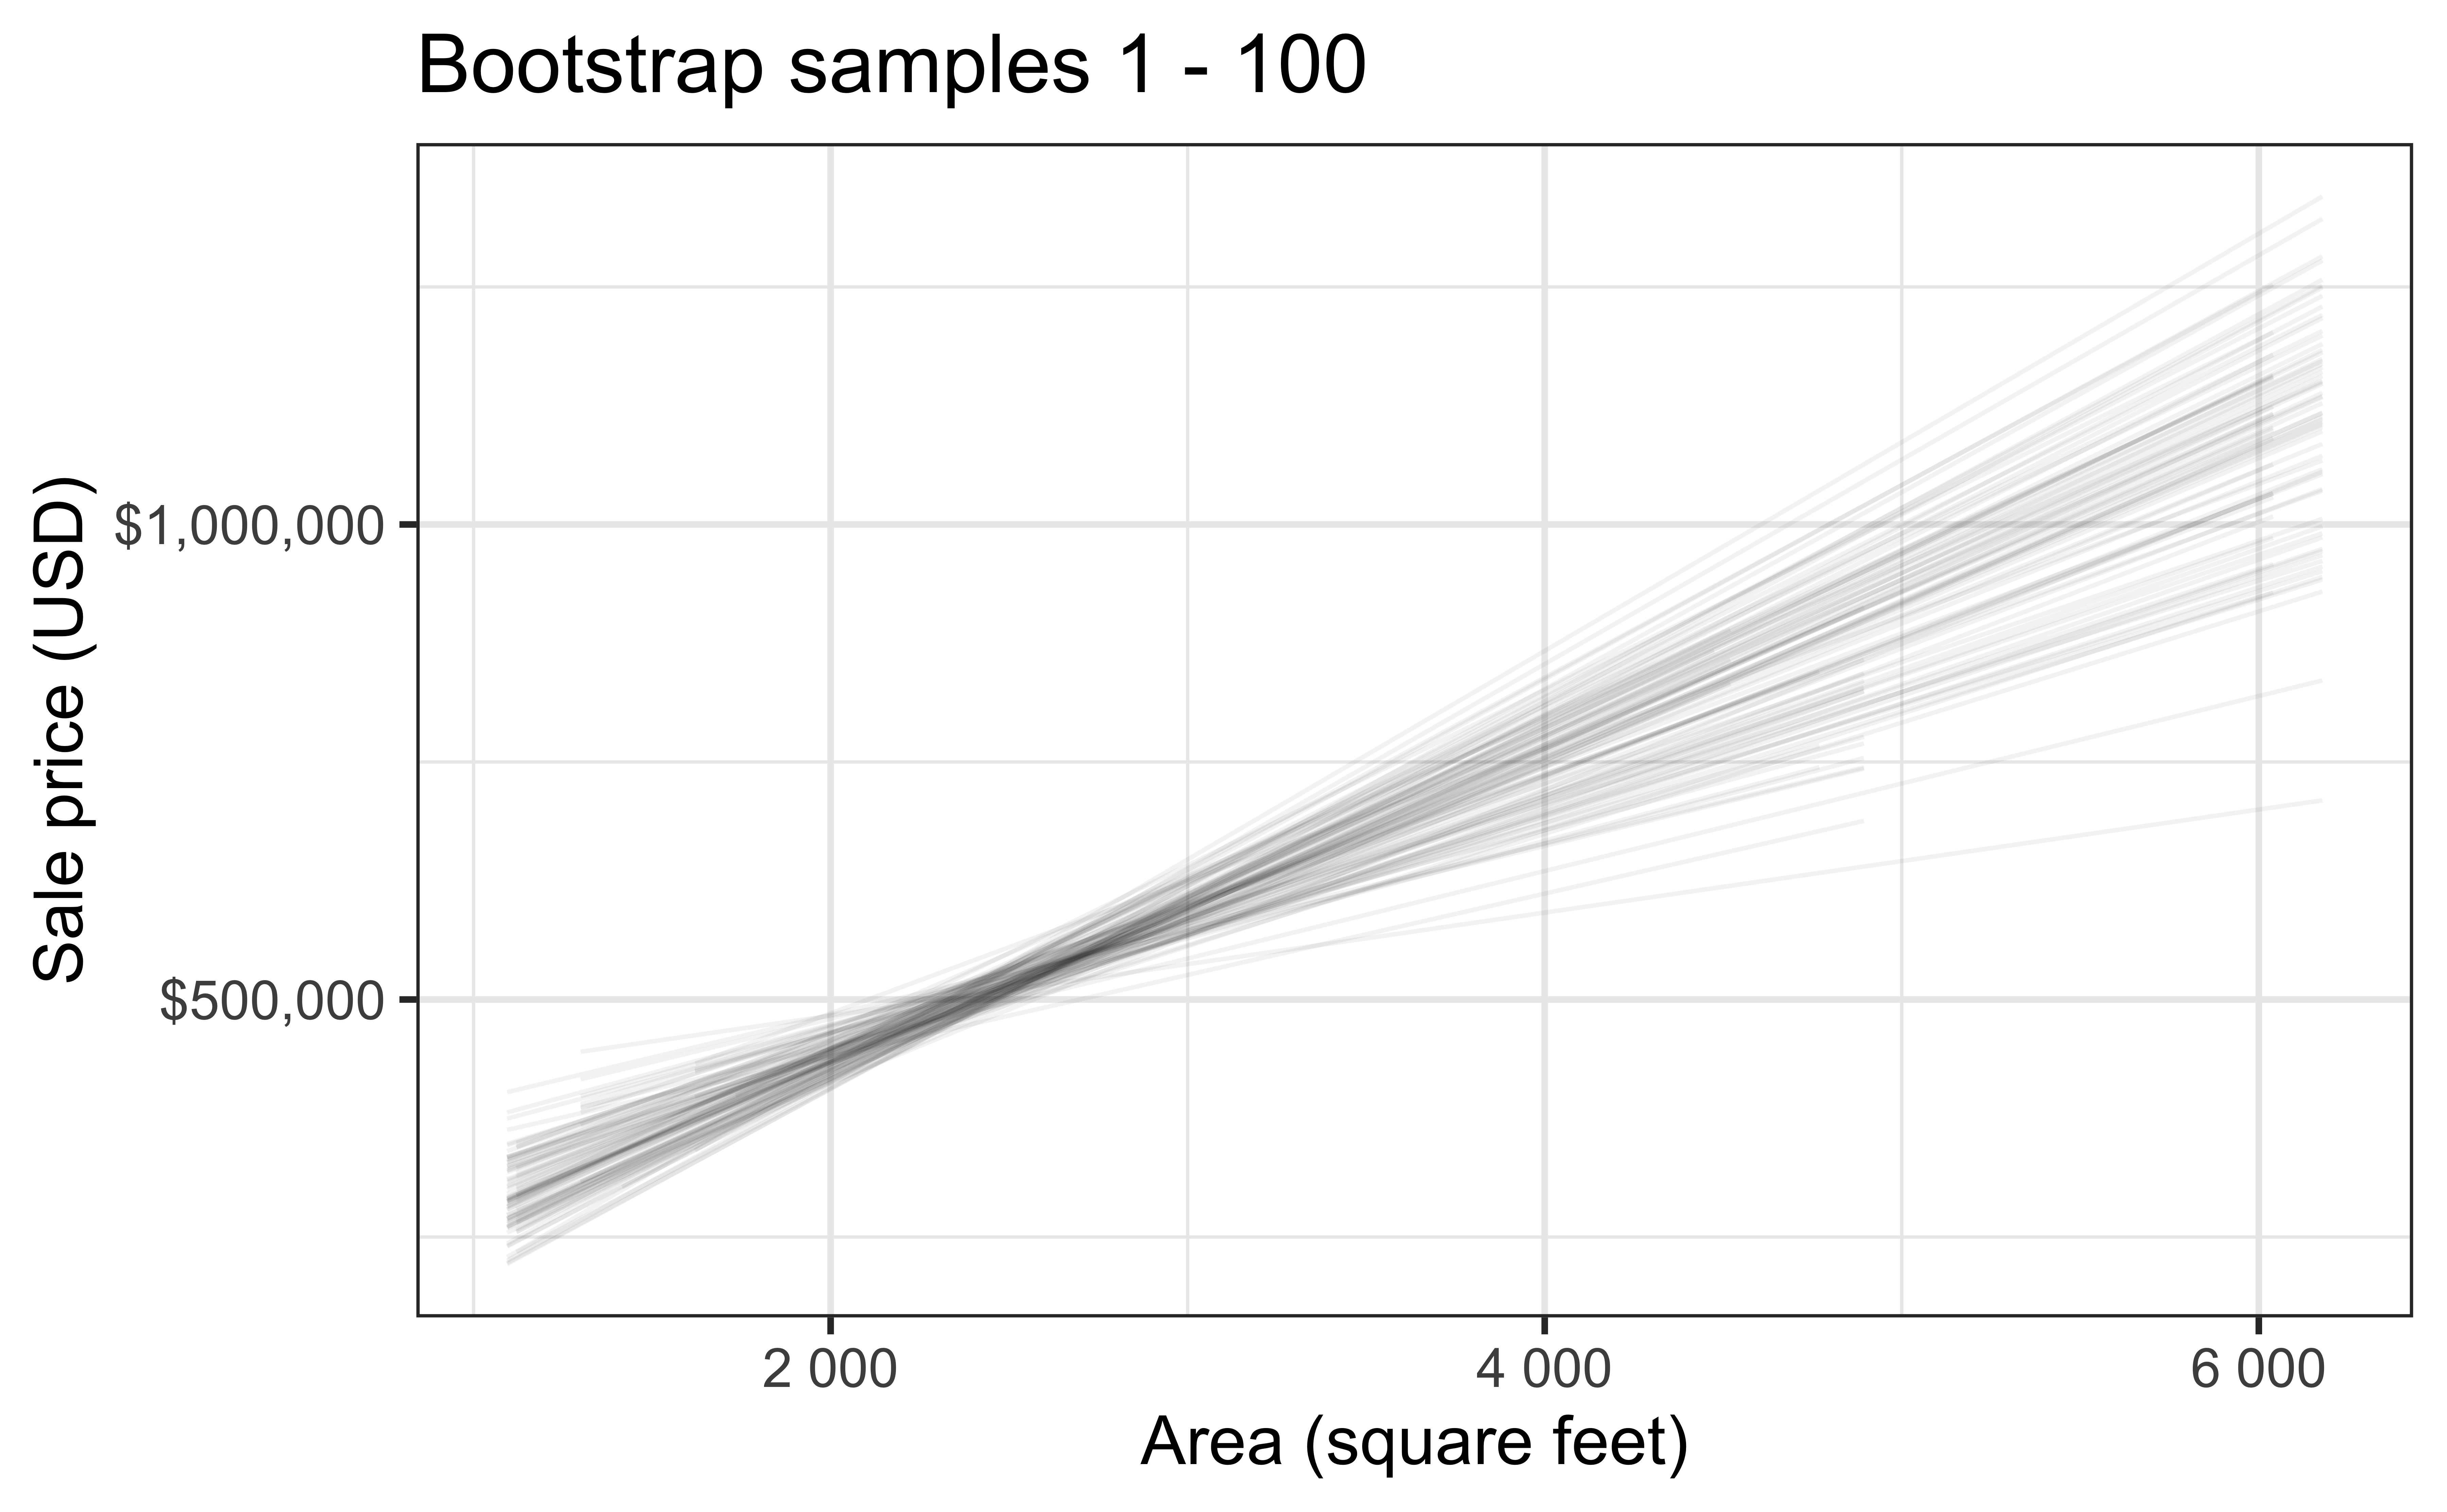 Bootstrap samples 1 - 100
Sale price (USD)
$1,000,000
$500,000
2 000
4 000
6 000
Area (square feet)